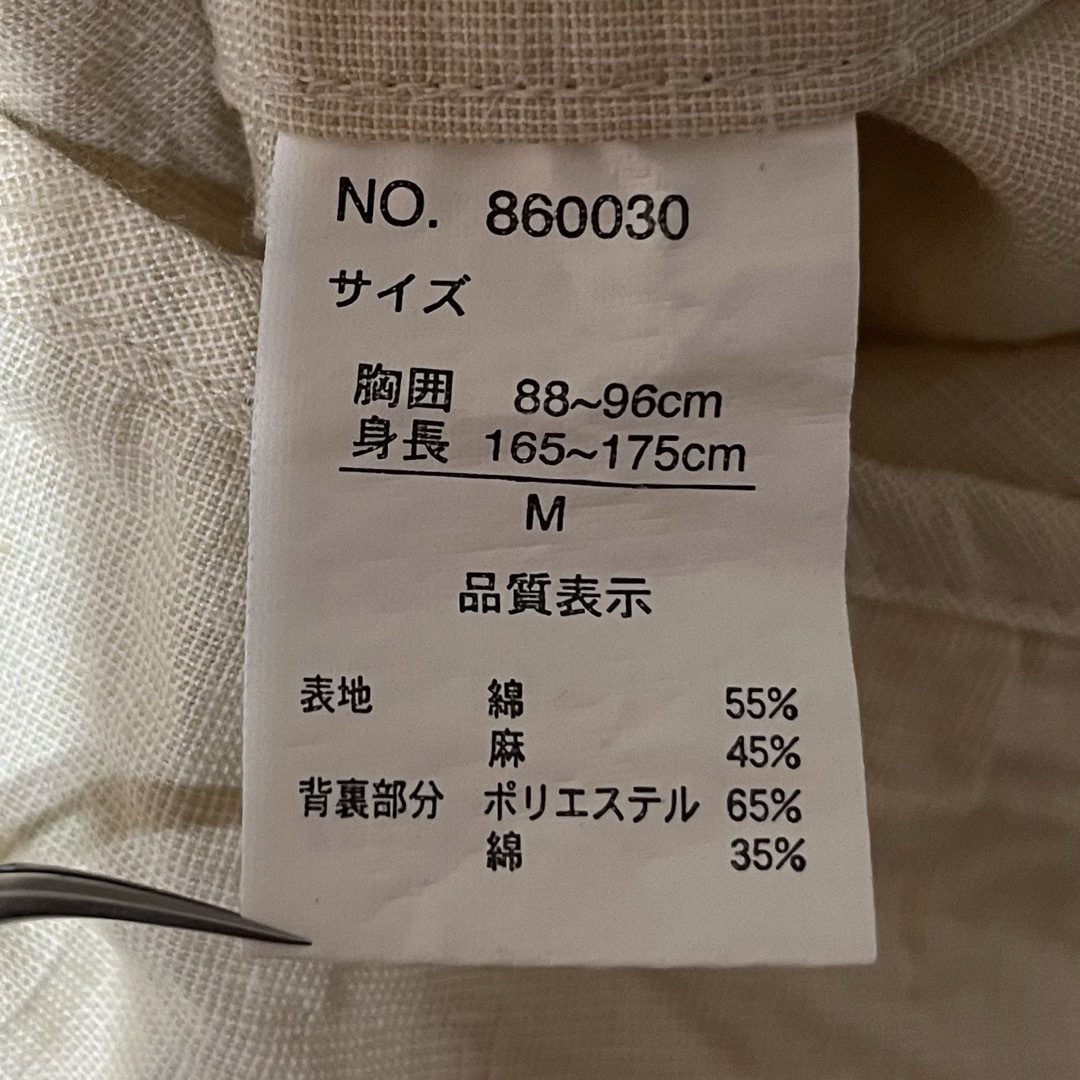 NO. 860030
サイズ
胸囲 88~96cm
身長 165~175cm
M
品質表示
表地 綿 55%
麻 45%
背裏部分 ポリエステル 65%
綿 35%